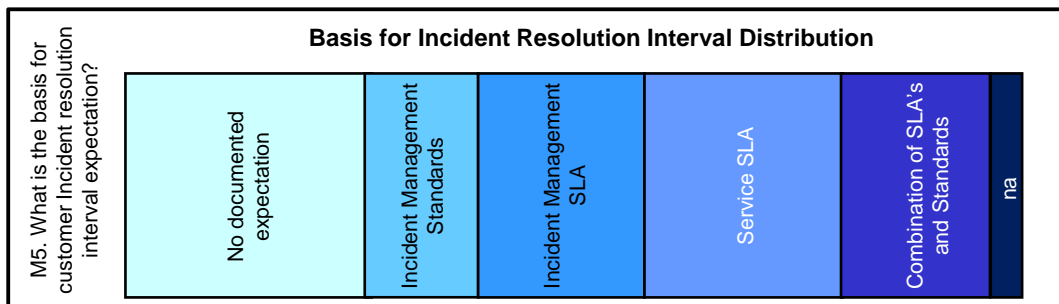 Basis for Incident Resolution Interval Distribution
M5. What is the basis for
customer Incident resolution
interval expectation?
No documented
expectation
Incident Management
Standards
Incident Management
SLA
Service SLA
Combination of SLA's
and Standards
na